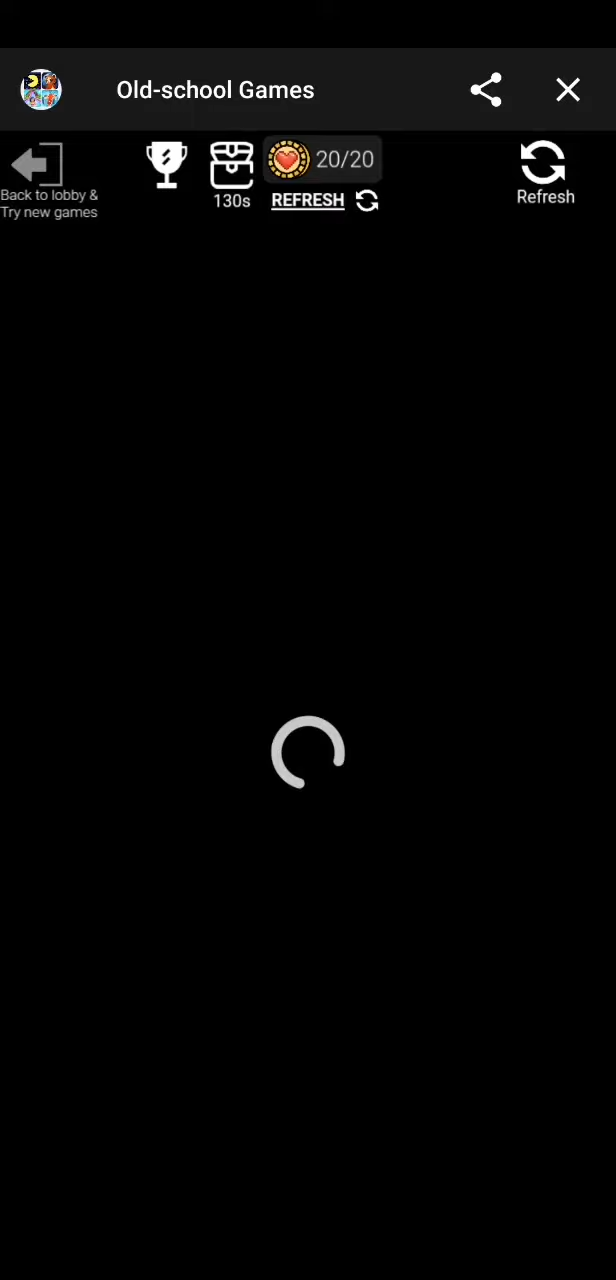 Old-school Games
20/20
Back to lobby &
Try new games
130s
REFRESH
Refresh